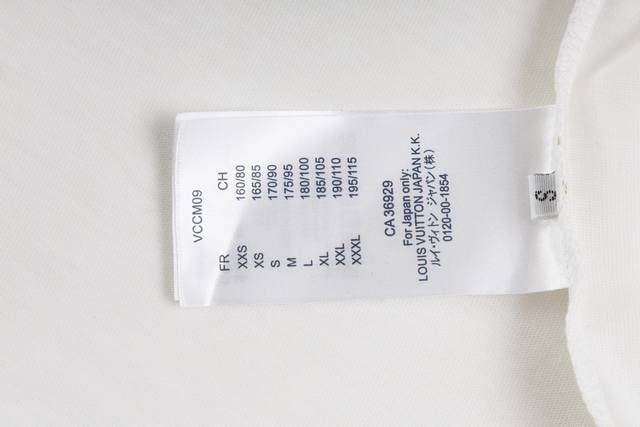 VCCM09
FR CH
XXS 160/80
XS 165/85
S 170/90
M 175/95
L 180/100
XL 185/105
XXL 190/110
XXXL 195/115
CA 36929
For Japan only:
LOUIS VUITTON JAPAN K.K.
ルイ・ヴィトン ジャパン(株)
0120-00-1854
S